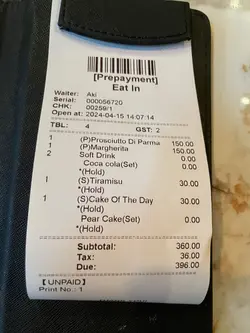 [Prepayment]
Eat In
Waiter: Aki
Serial: 000056720
CHK: 00259/1
Open at: 2024-04-15 14:07:14
TBL: 4 GST: 2
1 (P)Prosciutto Di Parma 150.00
1 (P)Margherita 150.00
2 Soft Drink 0.00
Coca cola(Set) 0.00
*(Hold)
1 (S)Tiramisu 30.00
*(Hold)
1 (S)Cake Of The Day 30.00
*(Hold)
Pear Cake(Set) 0.00
*(Hold)
Subtotal: 360.00
Tax: 36.00
Due: 396.00
[UNPAID]
Print No.: 1